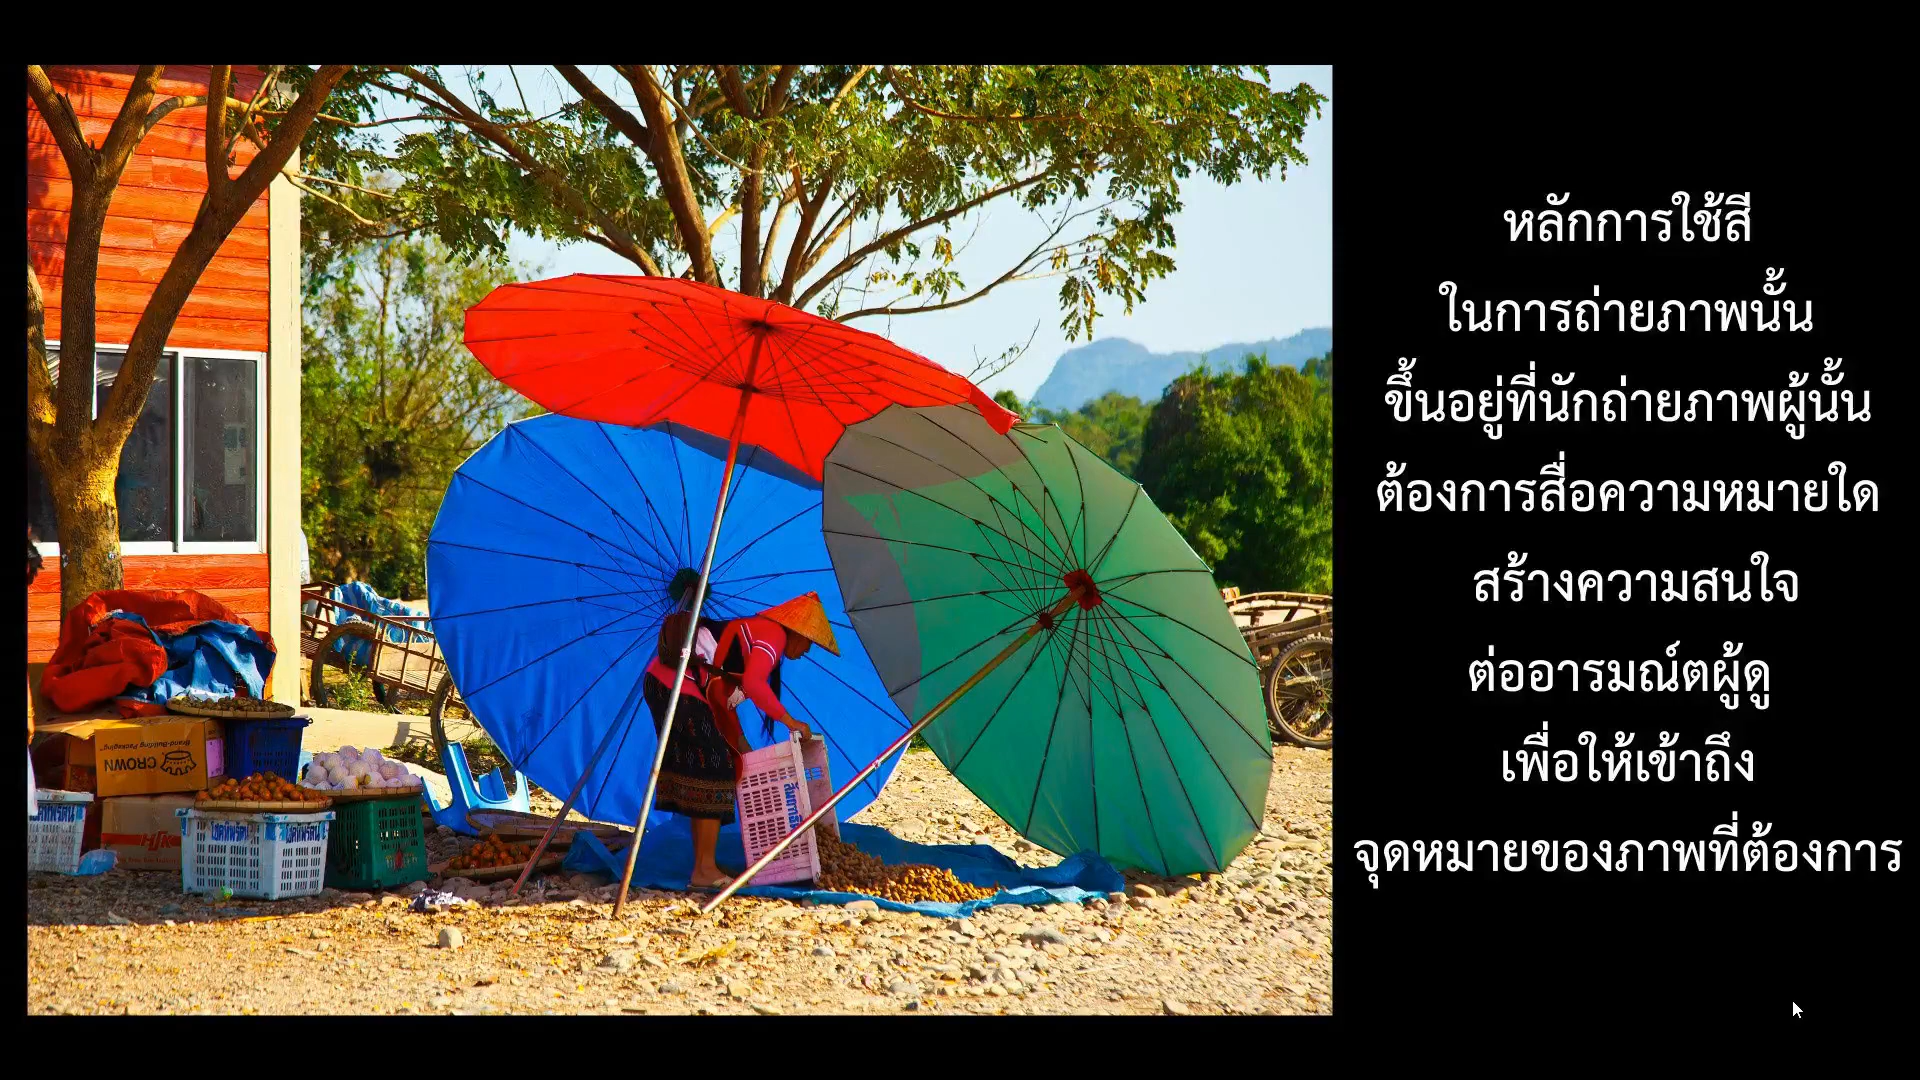 หลักการใช้สี
ในการถ่ายภาพนั้น
ขึ้นอยู่ที่นักถ่ายภาพผู้นั้น
ต้องการสื่อความหมายใด
สร้างความสนใจ
ต่ออารมณ์ตผู้ดู
เพื่อให้เข้าถึง
จุดหมายของภาพที่ต้องการ
CROWN
Brand-Building Packaging